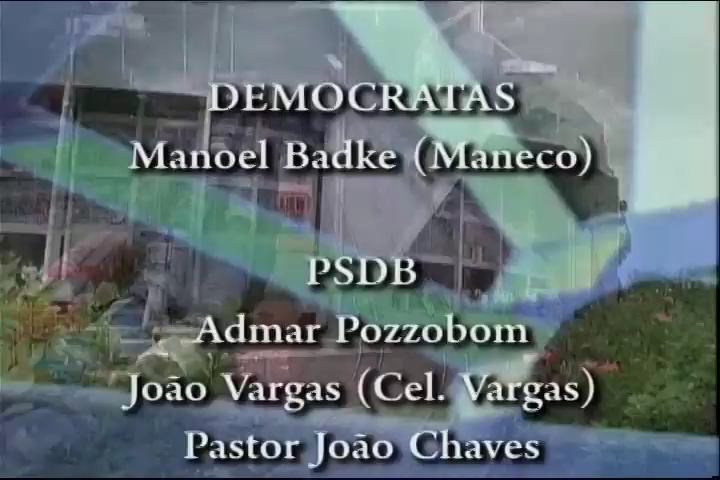 DEMOCRATAS
Manoel Badke (Maneco)
PSDB
Admar Pozzobom
João Vargas (Cel. Vargas)
Pastor João Chaves